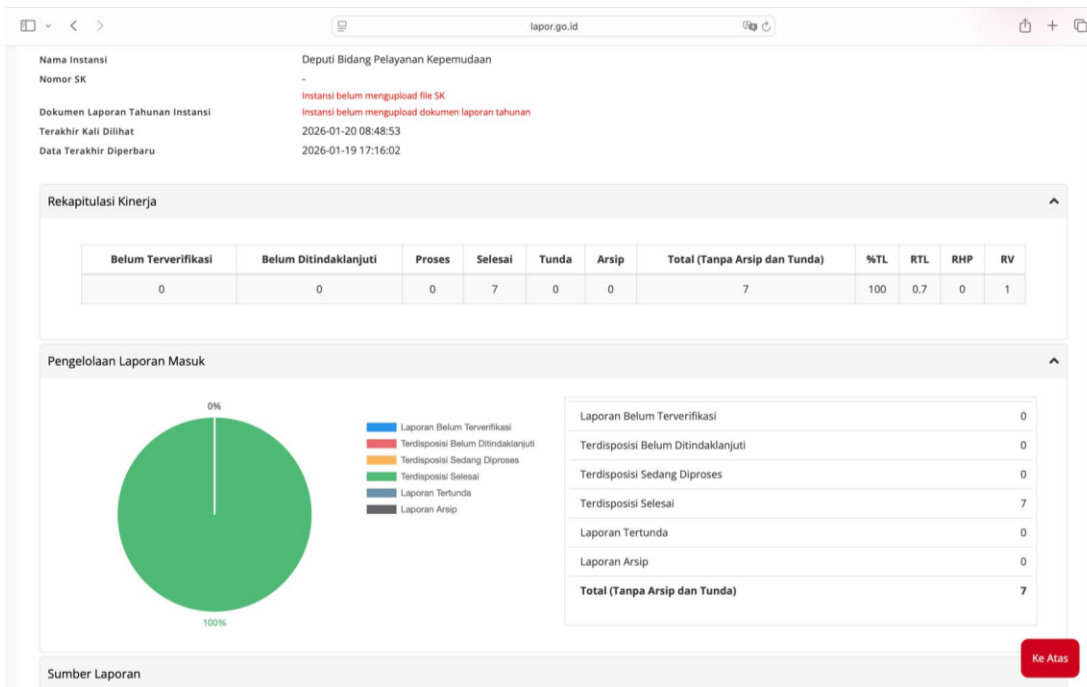 lapor.go.id
Nama Instansi Deputi Bidang Pelayanan Kepemudaan
Nomor SK -
Instansi belum mengupload file SK
Dokumen Laporan Tahunan Instansi Instansi belum mengupload dokumen laporan tahunan
Terakhir Kali Dilihat 2026-01-20 08:48:53
Data Terakhir Diperbaru 2026-01-19 17:16:02
Rekapitulasi Kinerja
Belum Terverifikasi Belum Ditindaklanjuti Proses Selesai Tunda Arsip Total (Tanpa Arsip dan Tunda) %TL RTL RHP RV
0 0 0 7 0 0 7 100 0.7 0 1
Pengelolaan Laporan Masuk
0%
100%
Laporan Belum Terverifikasi
Terdisposisi Belum Ditindaklanjuti
Terdisposisi Sedang Diproses
Terdisposisi Selesai
Laporan Tertunda
Laporan Arsip
Laporan Belum Terverifikasi 0
Terdisposisi Belum Ditindaklanjuti 0
Terdisposisi Sedang Diproses 0
Terdisposisi Selesai 7
Laporan Tertunda 0
Laporan Arsip 0
Total (Tanpa Arsip dan Tunda) 7
Ke Atas
Sumber Laporan